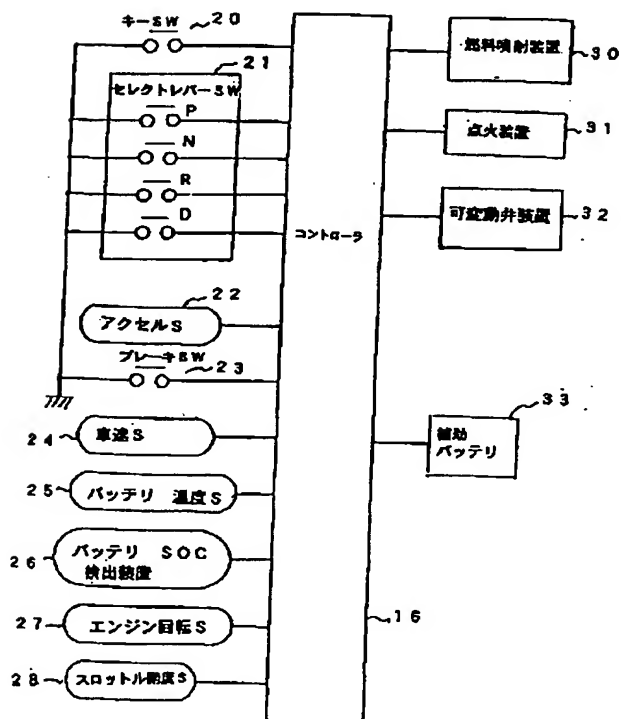 キーSW
20
21
セレクトレバーSW
P
N
R
D
コントローラ
22
アクセルS
ブレーキSW
23
24
車速S
25
バッテリ 温度S
26
バッテリ SOC
検出装置
27
エンジン回転S
28
スロットル開度S
燃料噴射装置
30
点火装置
31
可変動弁装置
32
33
補助
バッテリ
16